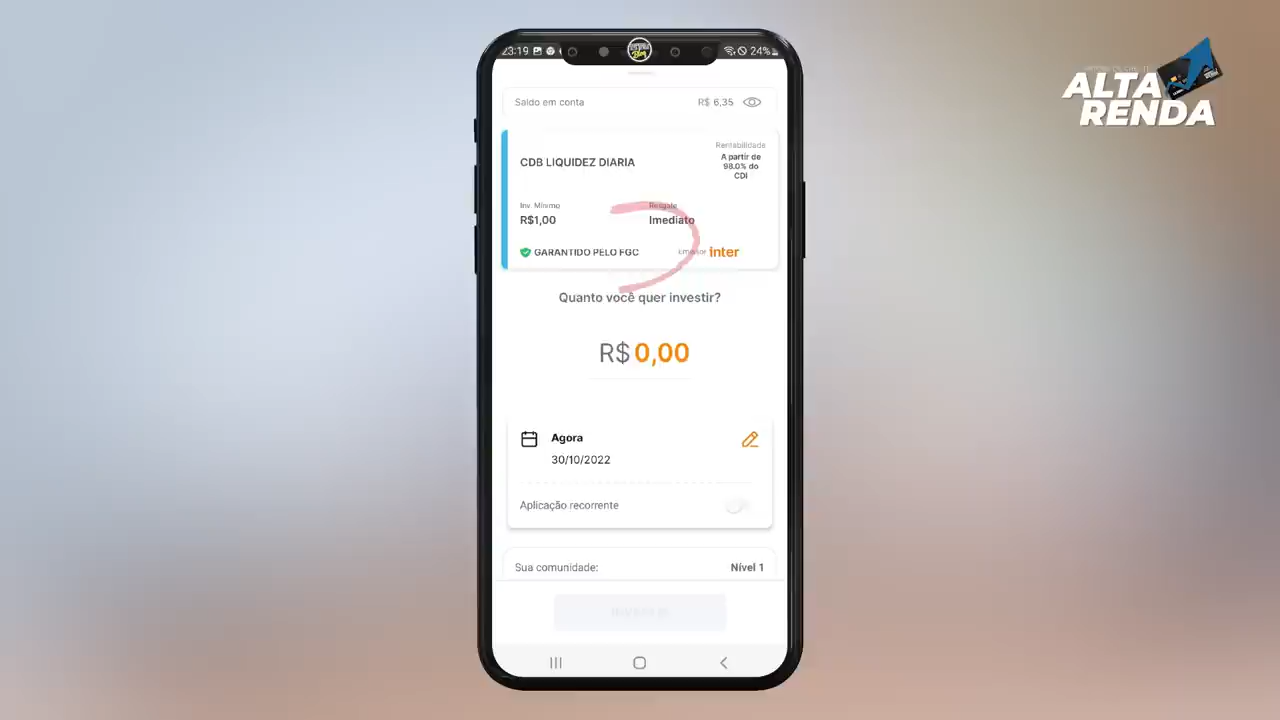 23:19
24%
ALTA
RENDA
Saldo em conta
R$ 6,35
CDB LIQUIDEZ DIARIA
Rentabilidade
A partir de
98.0% do
CDI
Inv. Mínimo
R$1,00
Resgate
Imediato
GARANTIDO PELO FGC
Emissor inter
Quanto você quer investir?
R$ 0,00
Agora
30/10/2022
Aplicação recorrente
Sua comunidade:
Nível 1